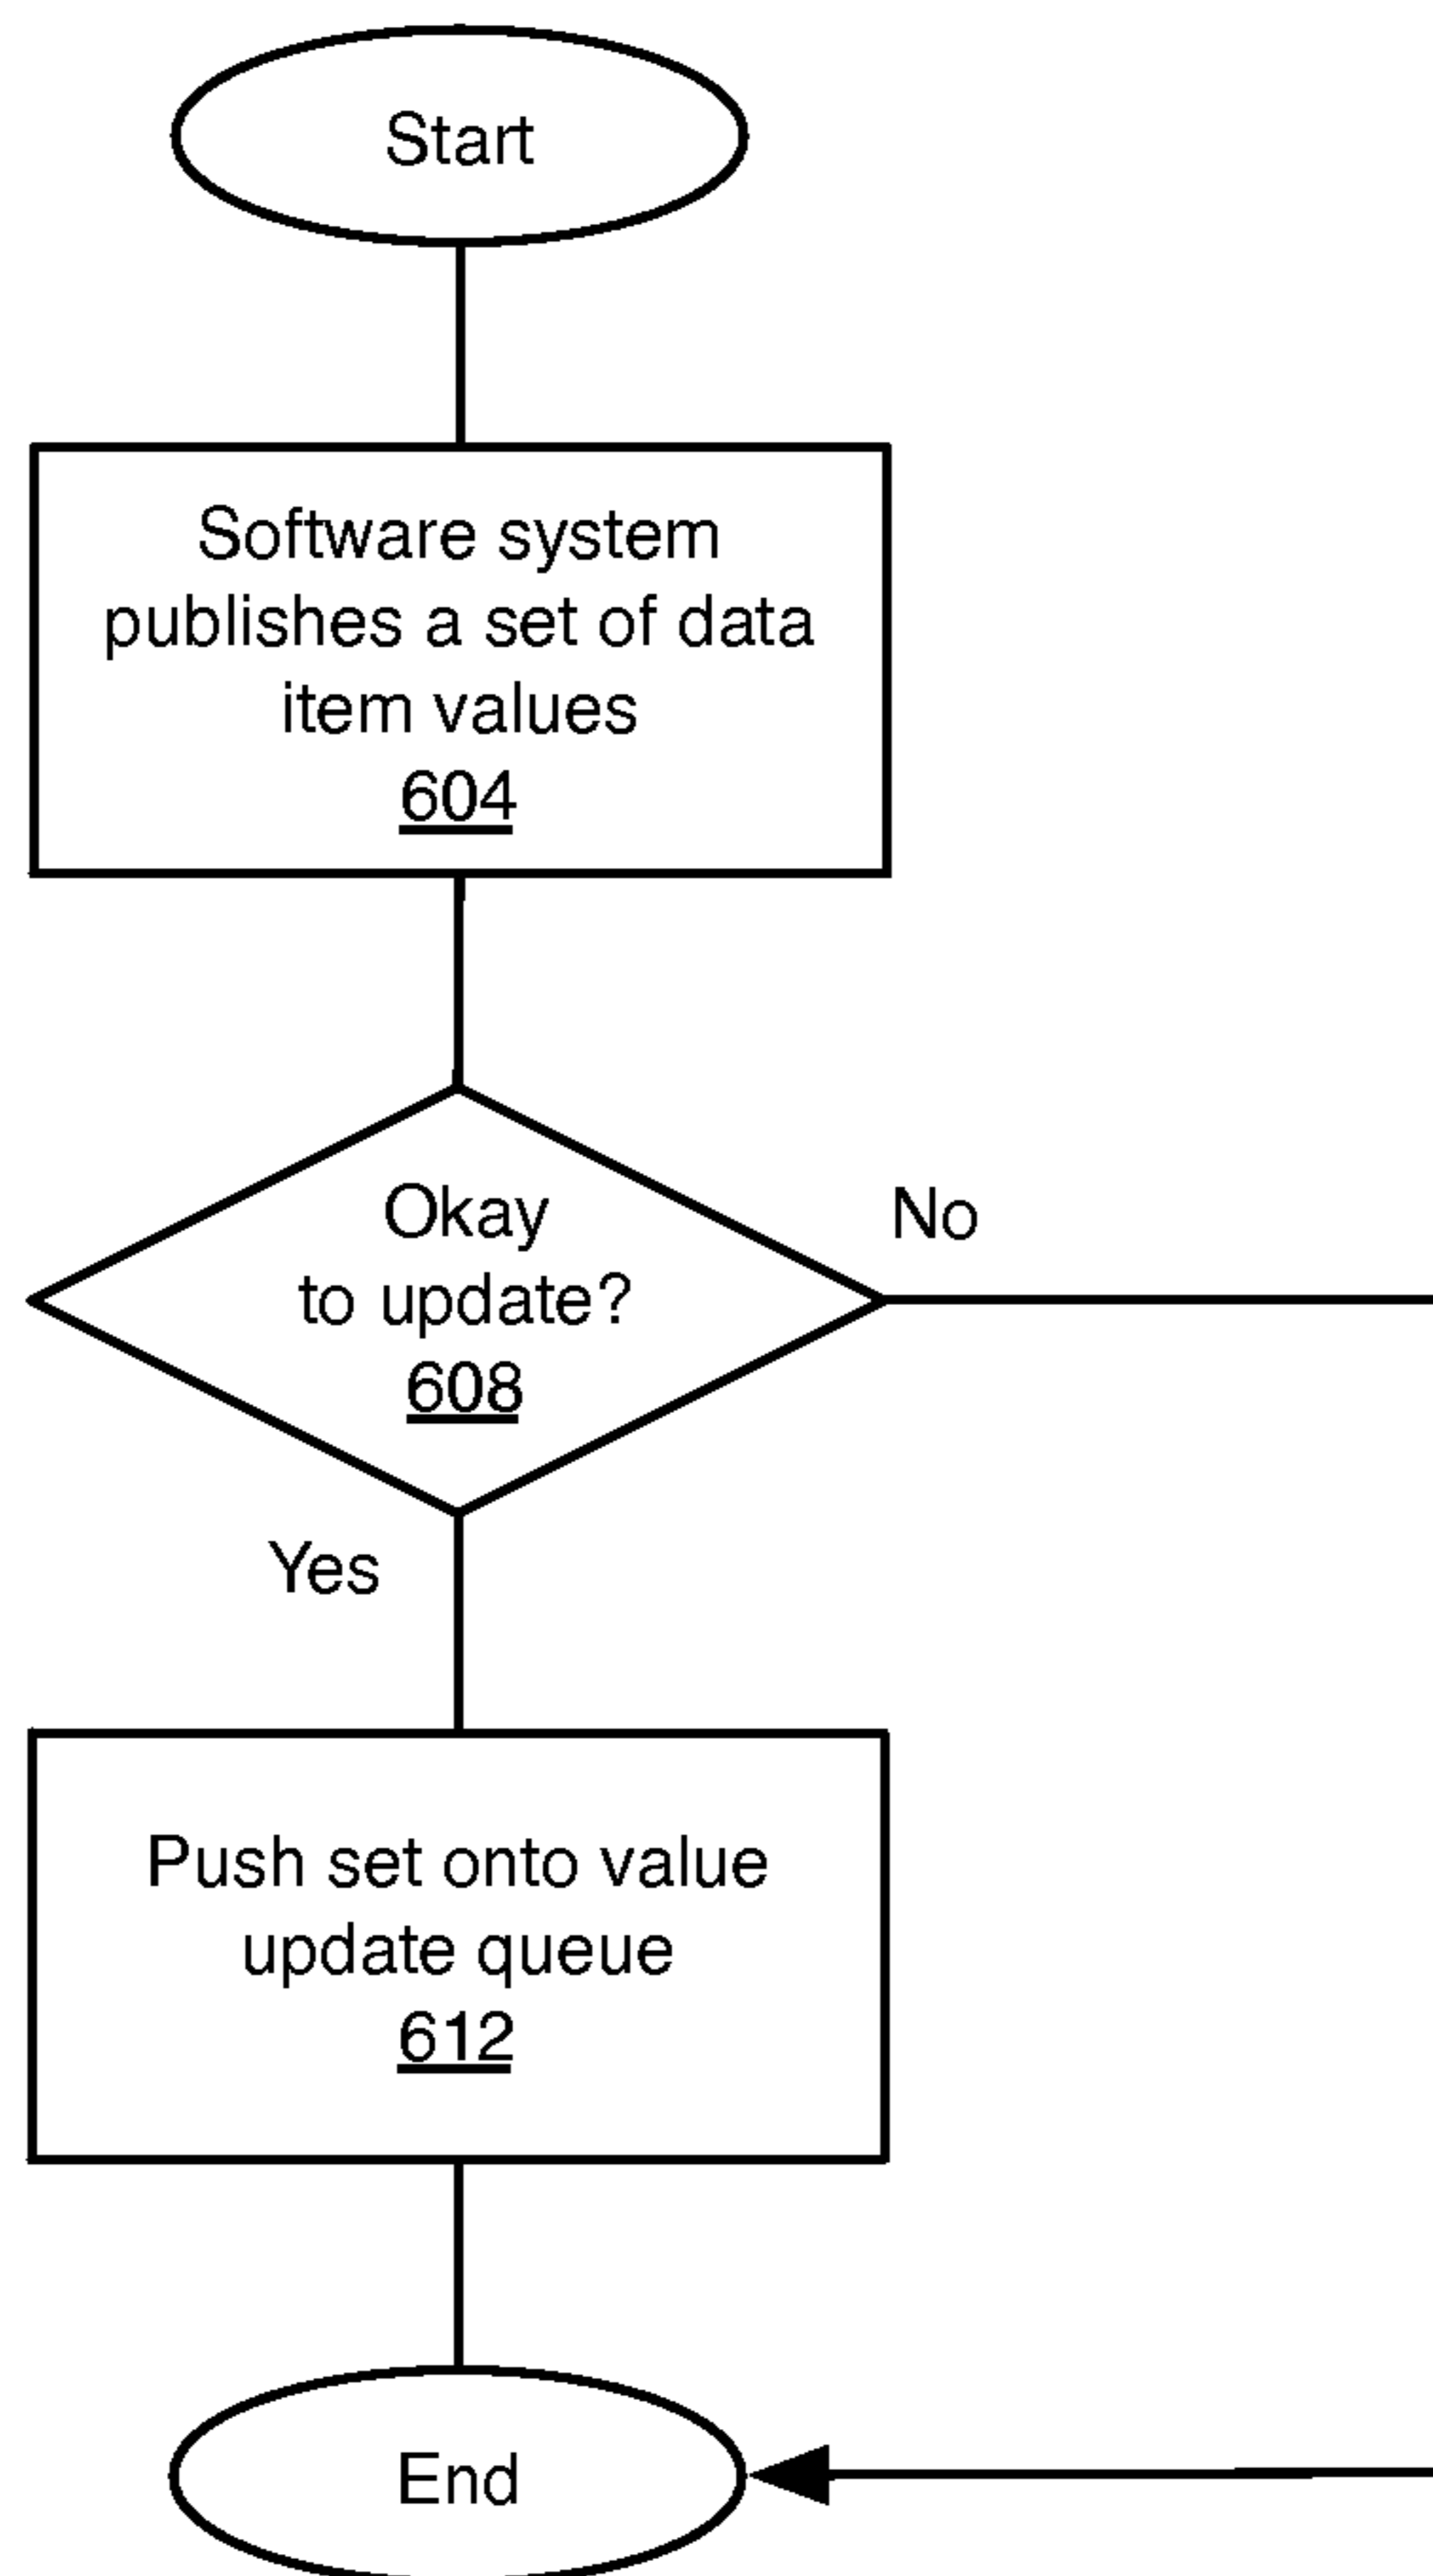 Start
Software system
publishes a set of data
item values
604
Okay
to update?
608
No
Yes
Push set onto value
update queue
612
End